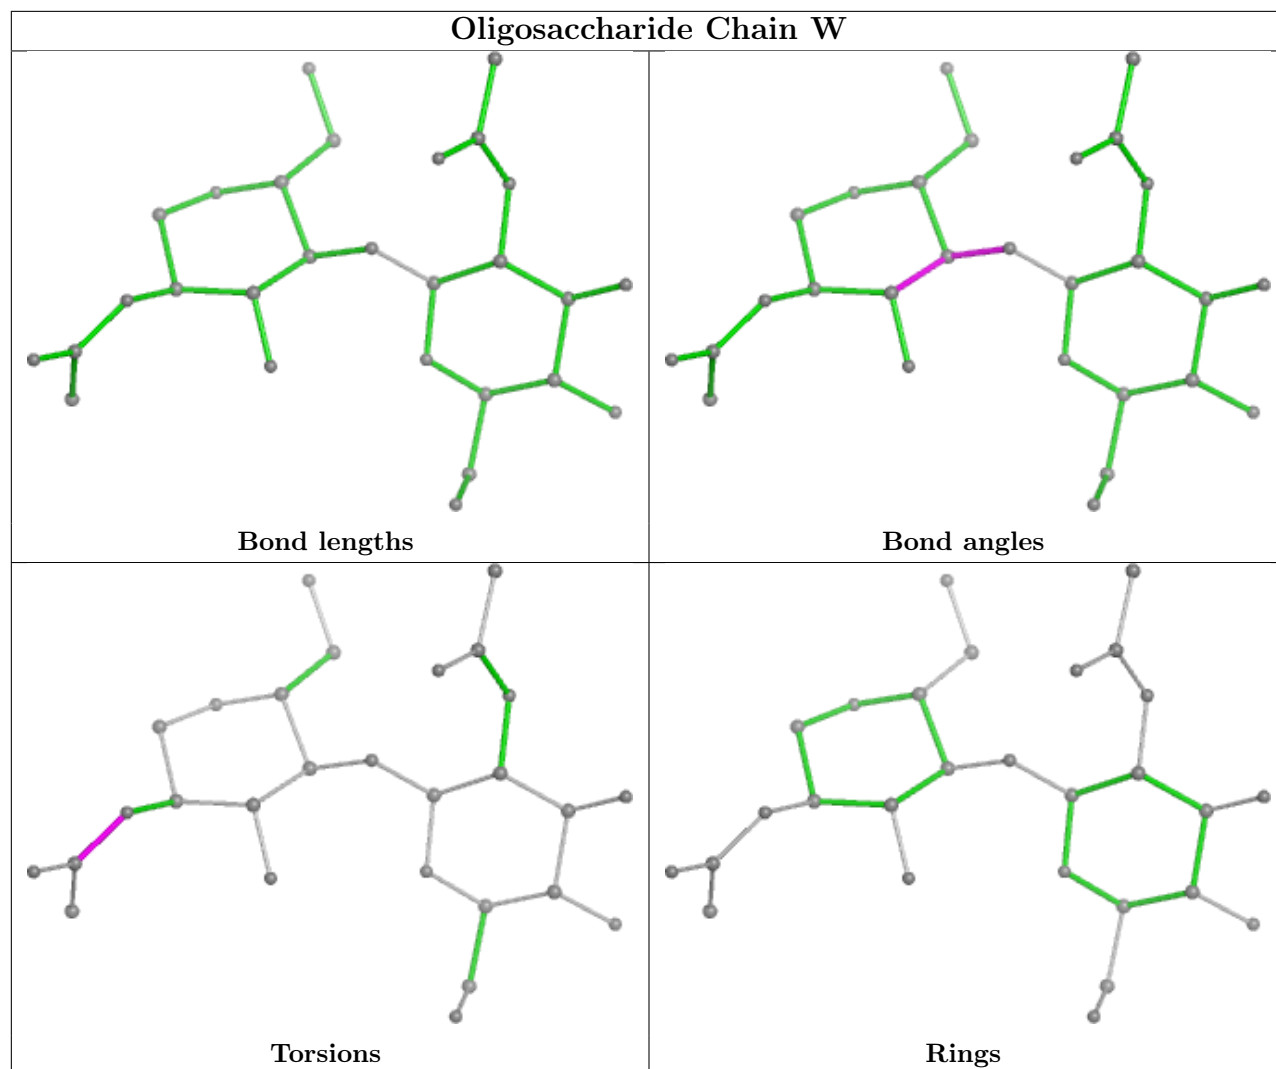 Oligosaccharide Chain W
Bond lengths
Bond angles
Torsions
Rings